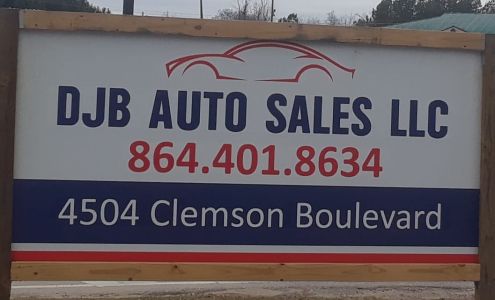 DJB AUTO SALES LLC
864.401.8634
4504 Clemson Boulevard